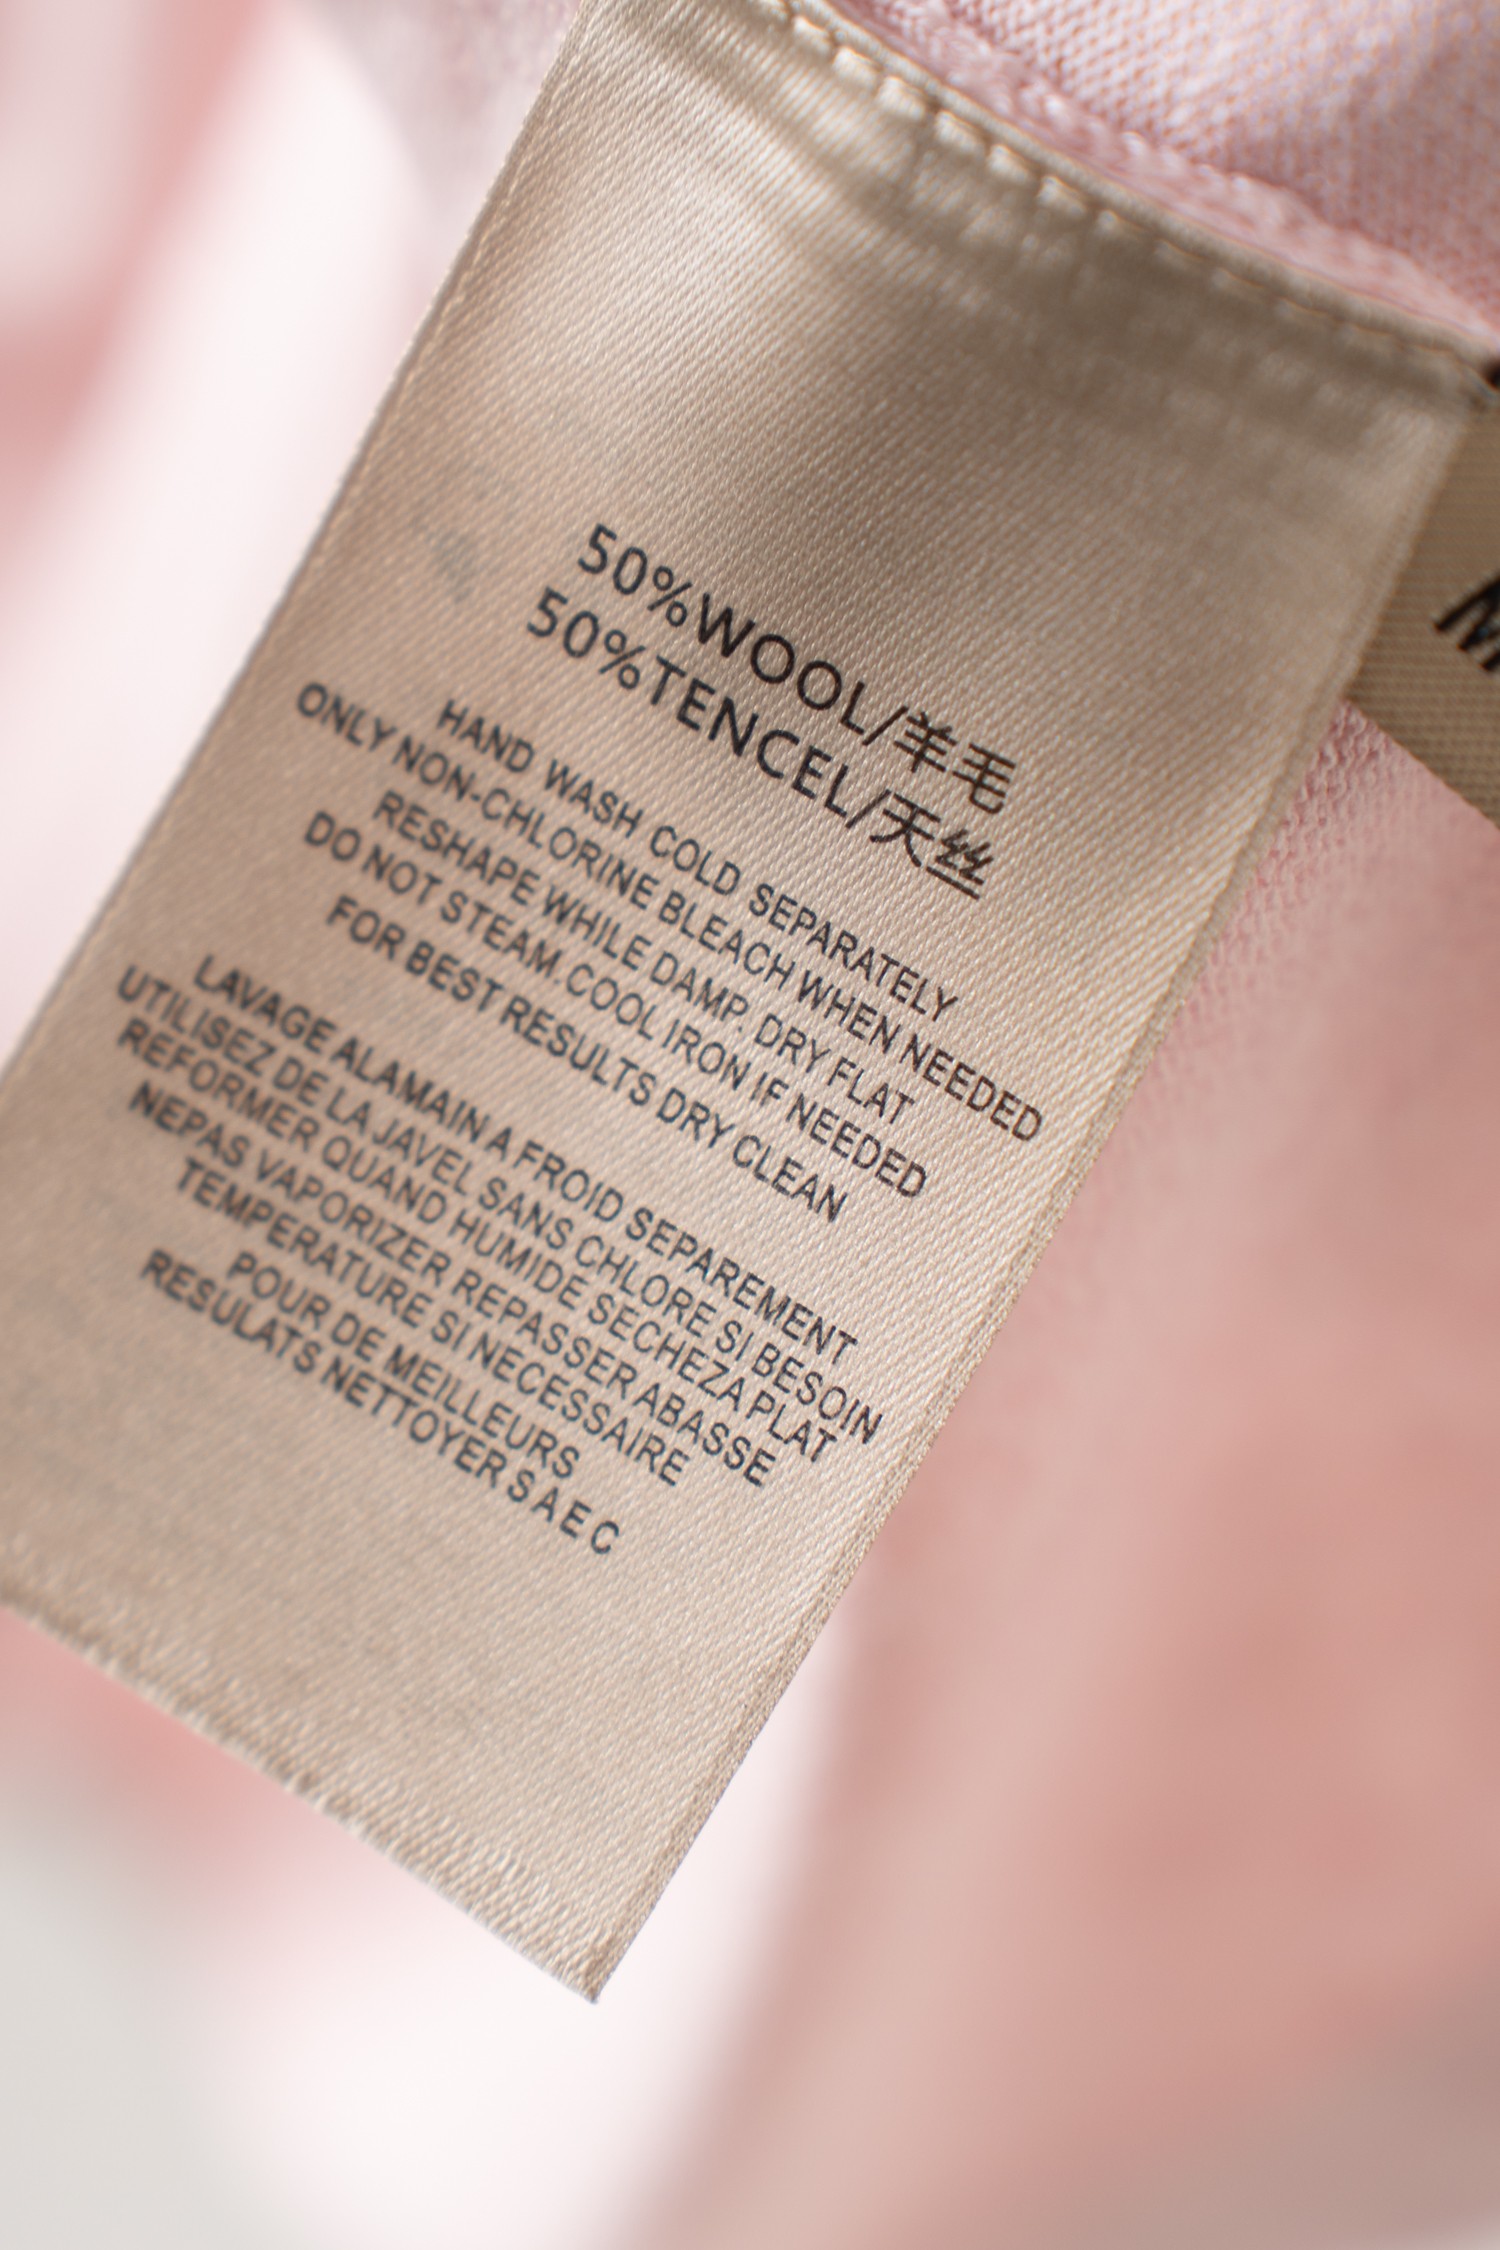 50%WOOL/羊毛
50%TENCEL/天丝
HAND WASH COLD SEPARATELY
ONLY NON-CHLORINE BLEACH WHEN NEEDED
RESHAPE WHILE DAMP. DRY FLAT
DO NOT STEAM.COOL IRON IF NEEDED
FOR BEST RESULTS DRY CLEAN
LAVAGE ALAMAIN A FROID SEPAREMENT
UTILISEZ DE LA JAVEL SANS CHLORE SI BESOIN
REFORMER QUAND HUMIDE SECHEZA PLAT
NEPAS VAPORIZER REPASSER ABASSE
TEMPERATURE SI NECESSAIRE
POUR DE MEILLEURS
RESULATS NETTOYER S A E C